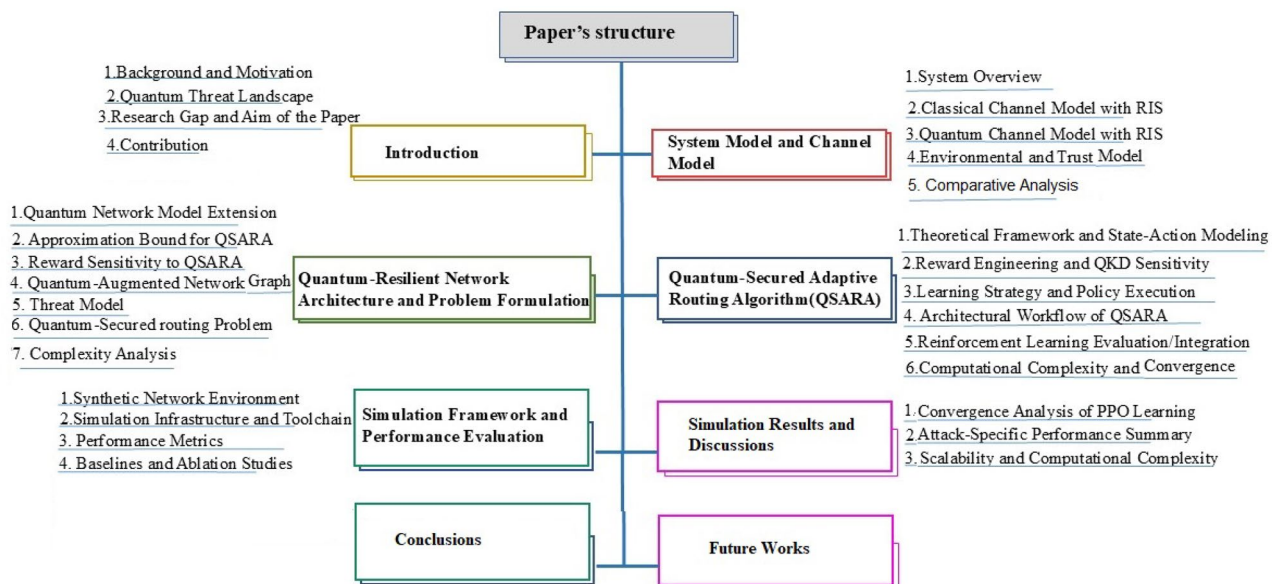 Paper's structure
1.Background and Motivation
2.Quantum Threat Landscape
3.Research Gap and Aim of the Paper
4.Contribution
Introduction
System Model and Channel
Model
1.System Overview
2.Classical Channel Model with RIS
3.Quantum Channel Model with RIS
4.Environmental and Trust Model
5. Comparative Analysis
1.Quantum Network Model Extension
2. Approximation Bound for QSARA
3. Reward Sensitivity to QSARA
4. Quantum-Augmented Network Graph
5. Threat Model
6. Quantum-Secured routing Problem
7. Complexity Analysis
Quantum-Resilient Network
Architecture and Problem Formulation
Quantum-Secured Adaptive
Routing Algorithm(QSARA)
1.Theoretical Framework and State-Action Modeling
2.Reward Engineering and QKD Sensitivity
3.Learning Strategy and Policy Execution
4. Architectural Workflow of QSARA
5.Reinforcement Learning Evaluation/Integration
6.Computational Complexity and Convergence
1.Synthetic Network Environment
2.Simulation Infrastructure and Toolchain
3. Performance Metrics
4. Baselines and Ablation Studies
Simulation Framework and
Performance Evaluation
Simulation Results and
Discussions
1. Convergence Analysis of PPO Learning
2.Attack-Specific Performance Summary
3. Scalability and Computational Complexity
Conclusions
Future Works